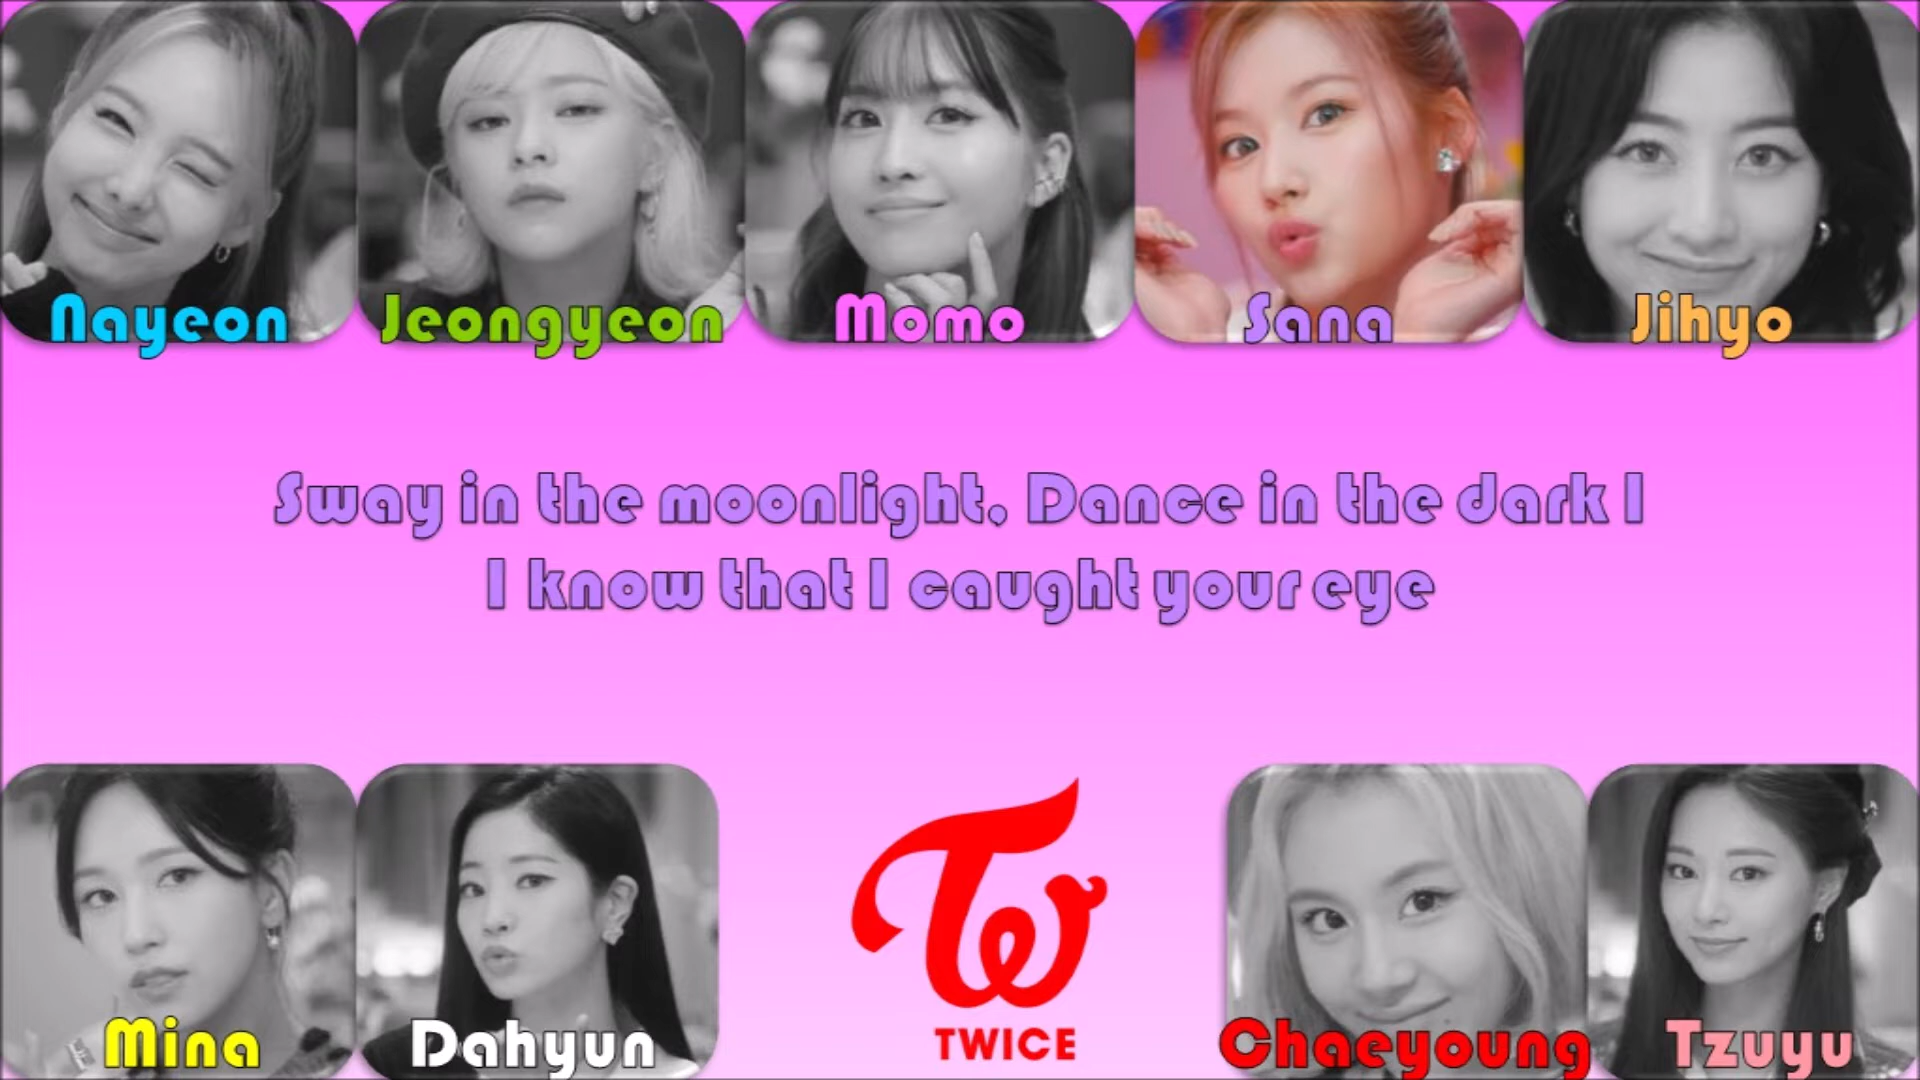 Nayeon
Jeongyeon
Momo
Sana
Jihyo
Sway in the moonlight, Dance in the dark I
I know that I caught your eye
Mina
Dahyun
TWICE
Chaeyoung
Tzuyu